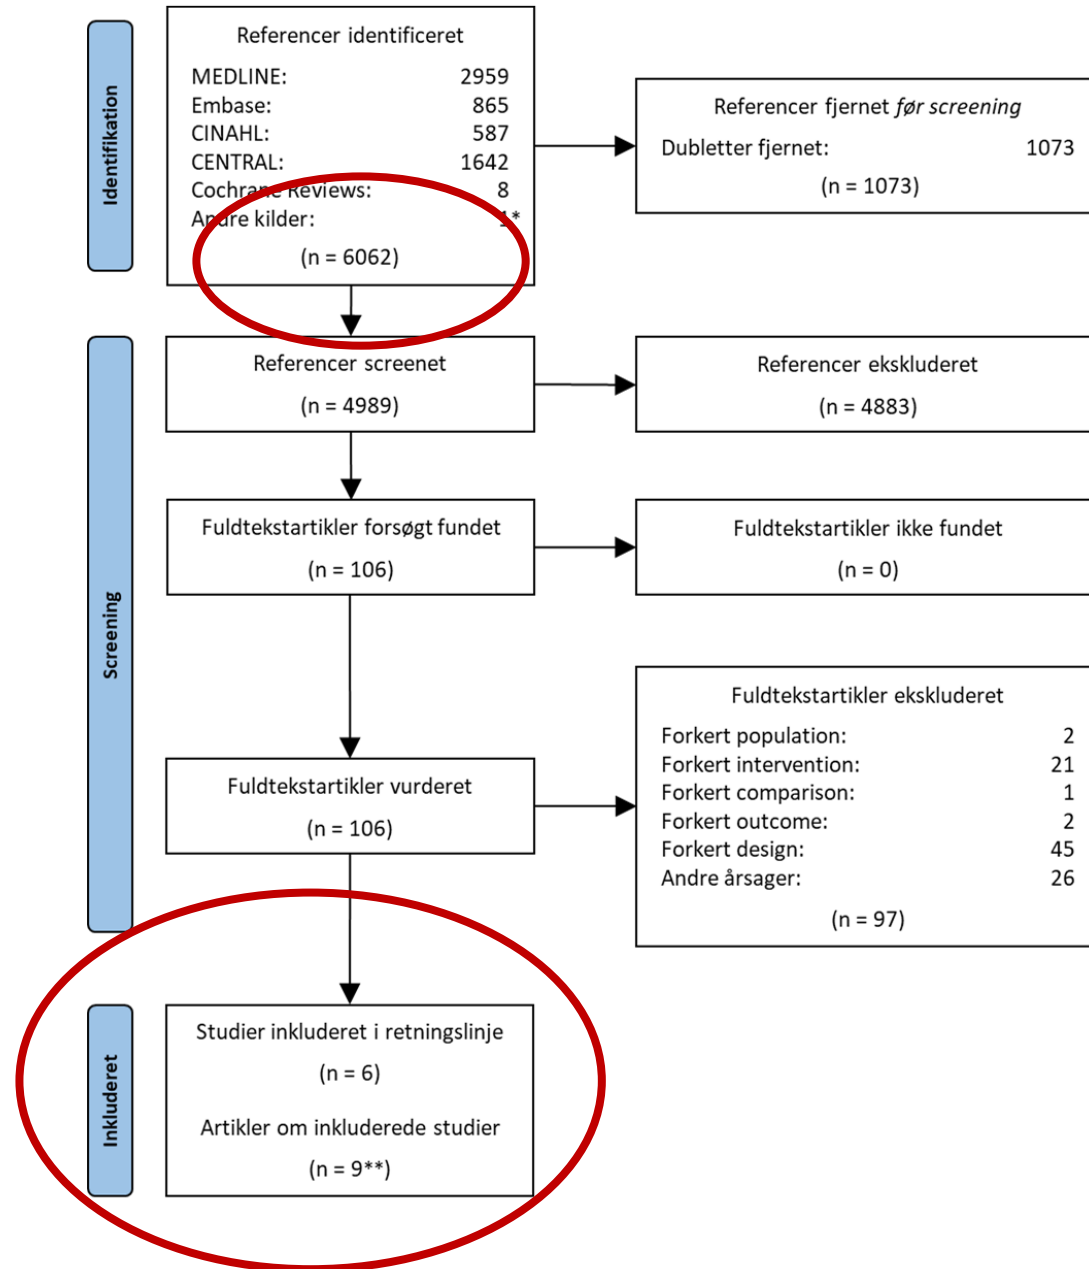 Identifikation
Referencer identificeret
MEDLINE: 2959
Embase: 865
CINAHL: 587
CENTRAL: 1642
Cochrane Reviews: 8
Andre kilder: 1*
(n = 6062)
Referencer fjernet før screening
Dubletter fjernet: 1073
(n = 1073)
Screening
Referencer screenet
(n = 4989)
Referencer ekskluderet
(n = 4883)
Fuldtekstartikler forsøgt fundet
(n = 106)
Fuldtekstartikler ikke fundet
(n = 0)
Fuldtekstartikler vurderet
(n = 106)
Fuldtekstartikler ekskluderet
Forkert population: 2
Forkert intervention: 21
Forkert comparison: 1
Forkert outcome: 2
Forkert design: 45
Andre årsager: 26
(n = 97)
Inkluderet
Studier inkluderet i retningslinje
(n = 6)
Artikler om inkluderede studier
(n = 9**)